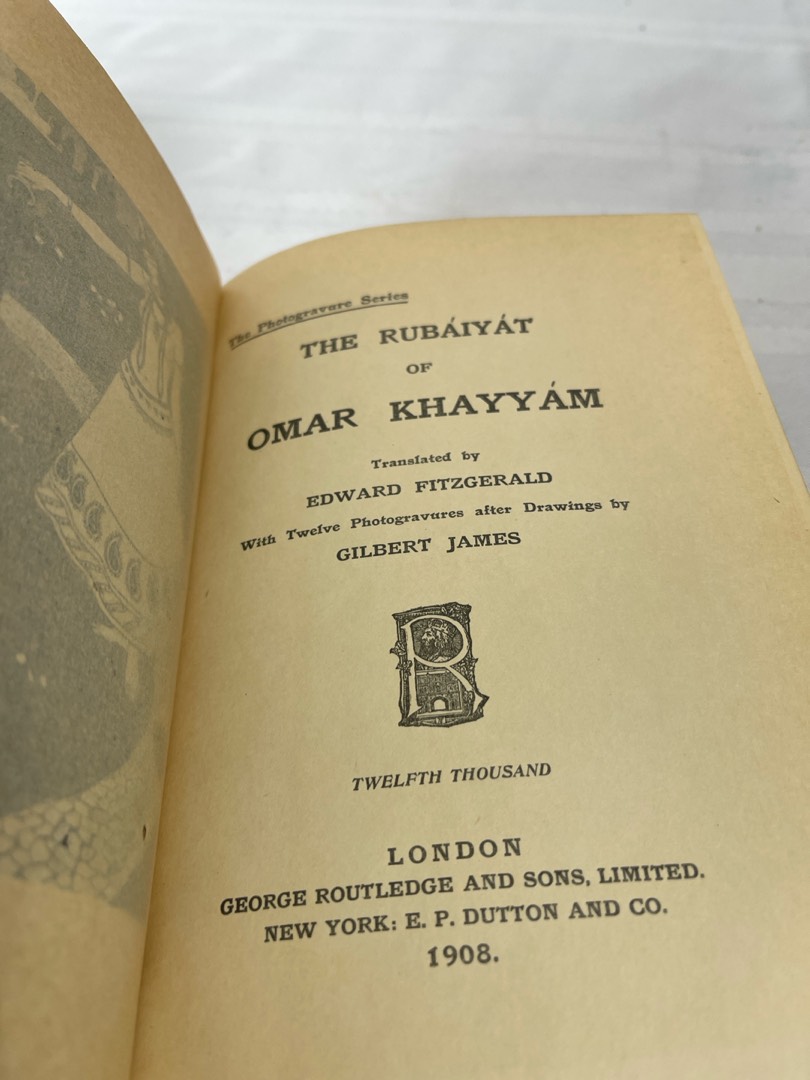 The Photogravure Series
THE RUBÁIYÁT
OF
OMAR KHAYYÁM
Translated by
EDWARD FITZGERALD
With Twelve Photogravures after Drawings by
GILBERT JAMES
R
TWELFTH THOUSAND
LONDON
GEORGE ROUTLEDGE AND SONS, LIMITED.
NEW YORK: E. P. DUTTON AND CO.
1908.